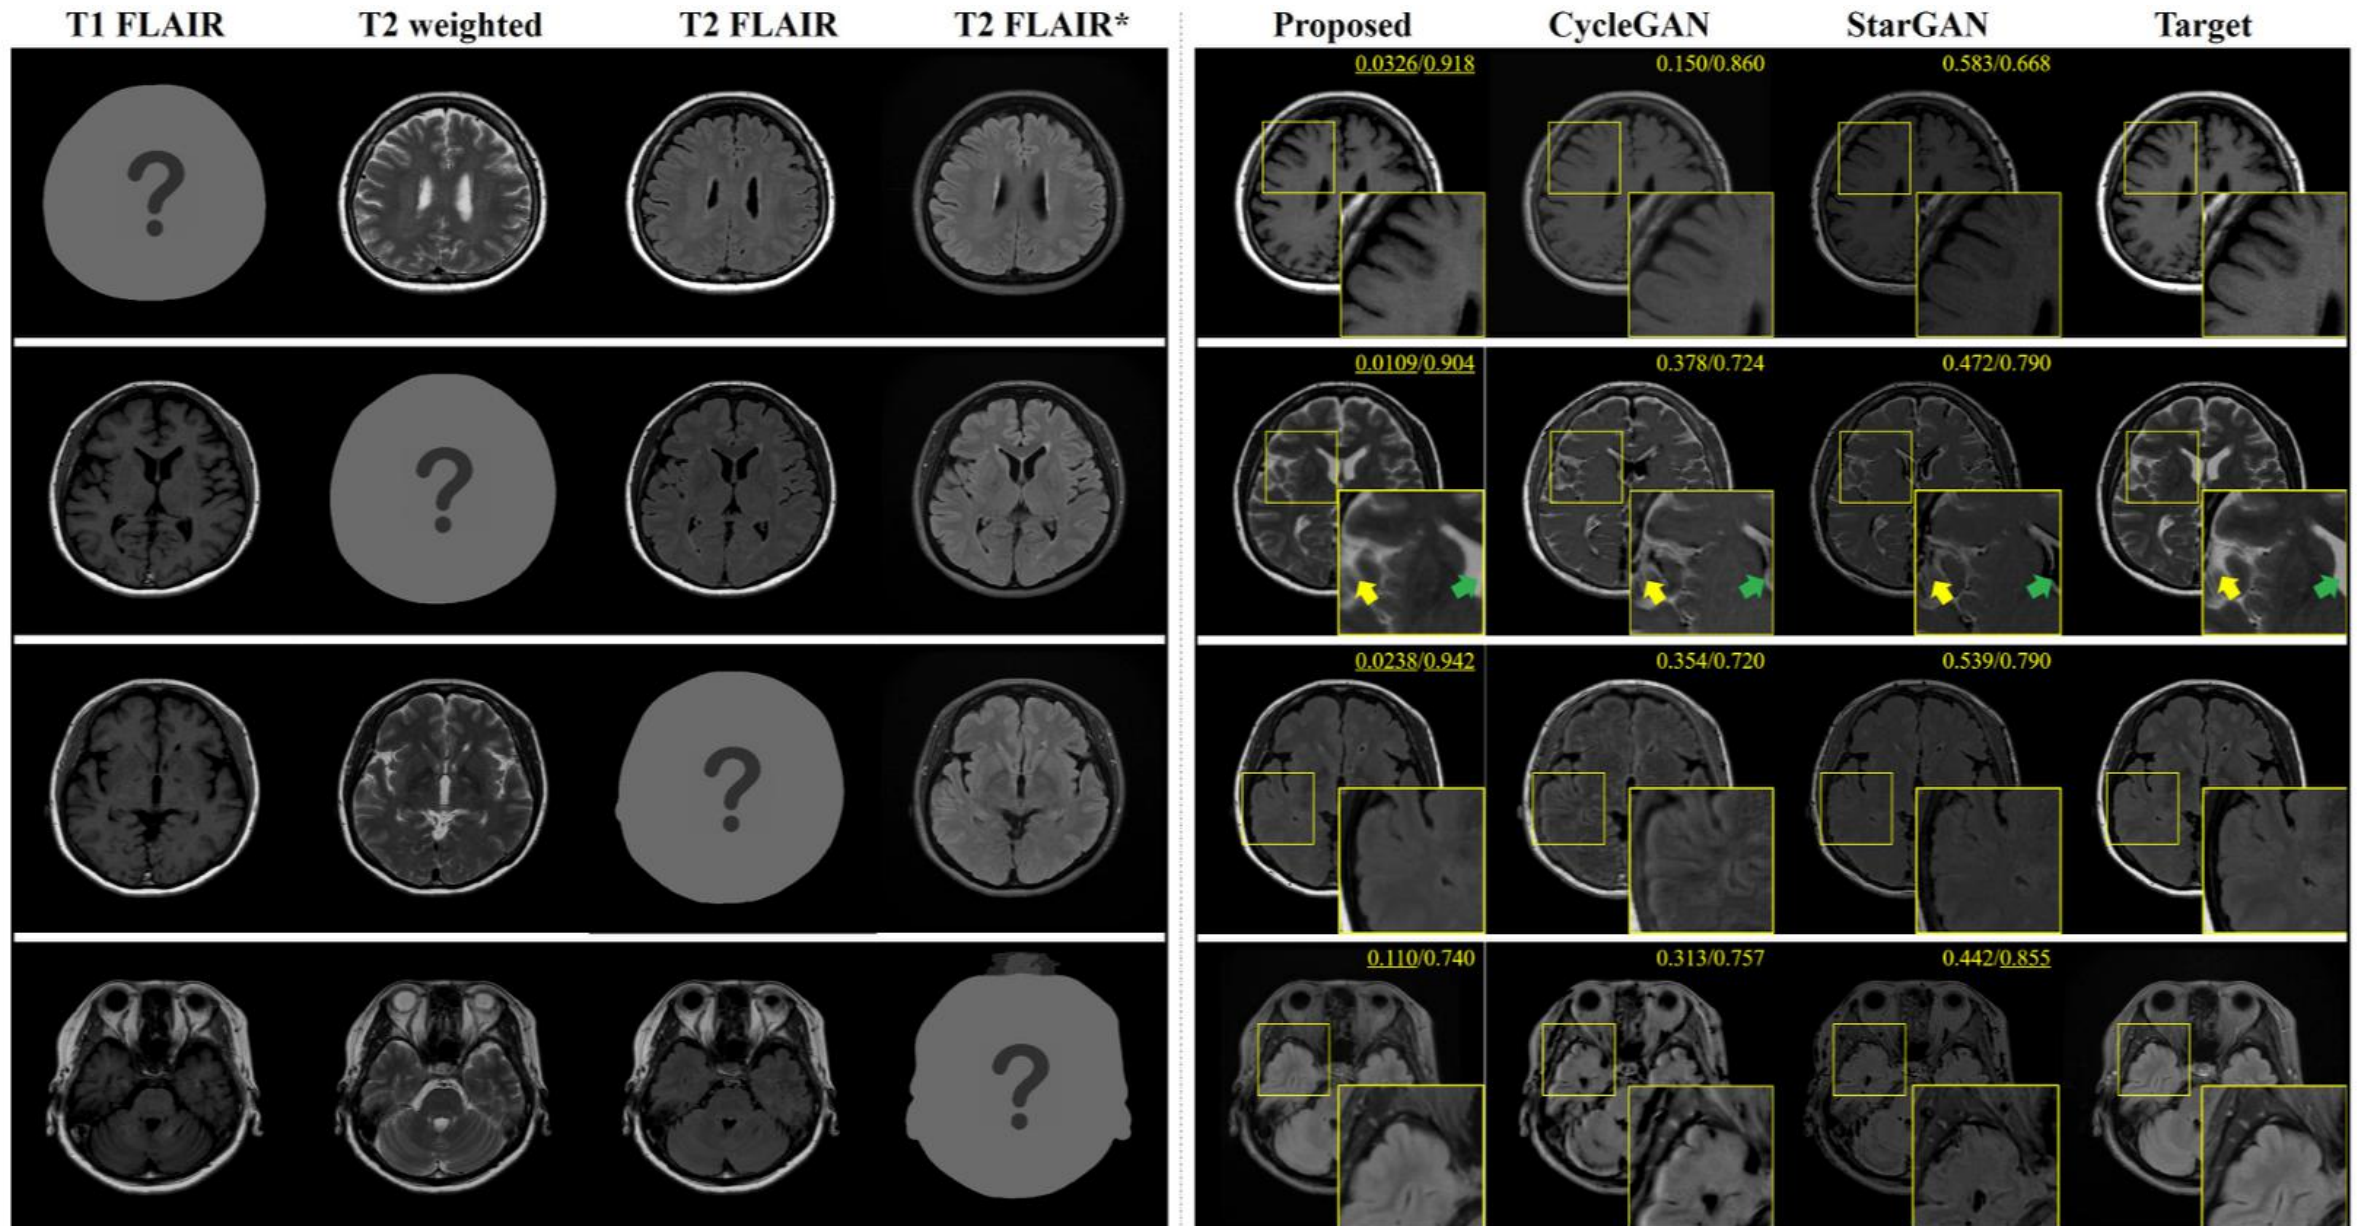 T1 FLAIR T2 weighted T2 FLAIR T2 FLAIR* Proposed CycleGAN StarGAN Target
? 0.0326/0.918 0.150/0.860 0.583/0.668
? 0.0109/0.904 0.378/0.724 0.472/0.790
? 0.0238/0.942 0.354/0.720 0.539/0.790
? 0.110/0.740 0.313/0.757 0.442/0.855